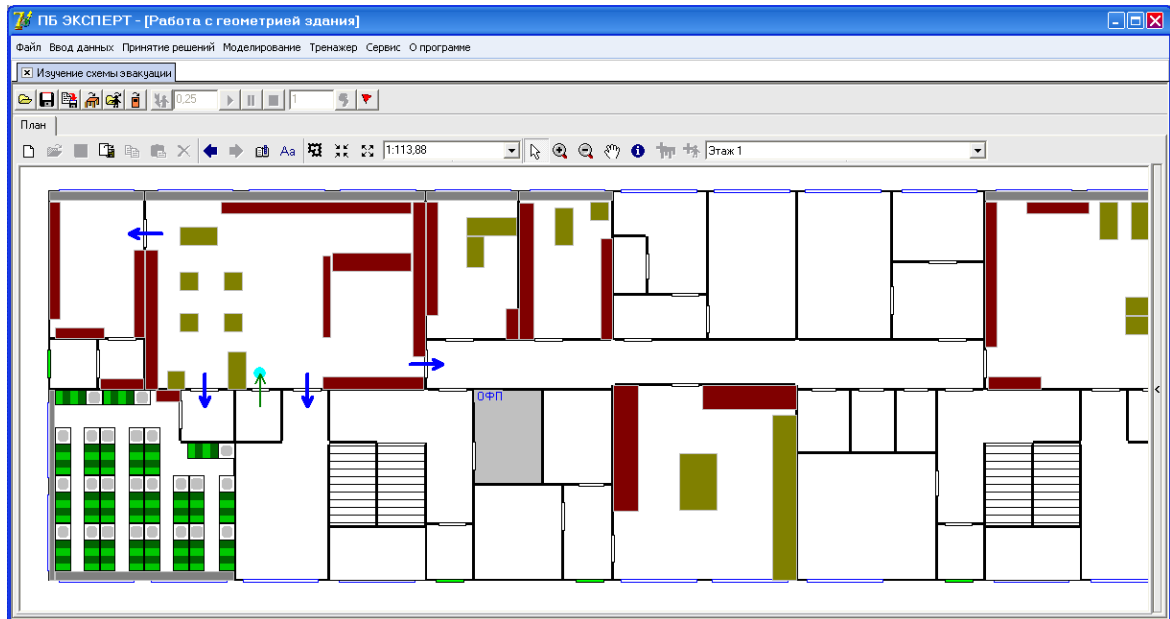 ПБ ЭКСПЕРТ - [Работа с геометрией здания]
Файл Ввод данных Принятие решений Моделирование Тренажер Сервис О программе
Изучение схемы эвакуации
0,25 1
План
Aa 1:113,88 Этаж 1
ОФП